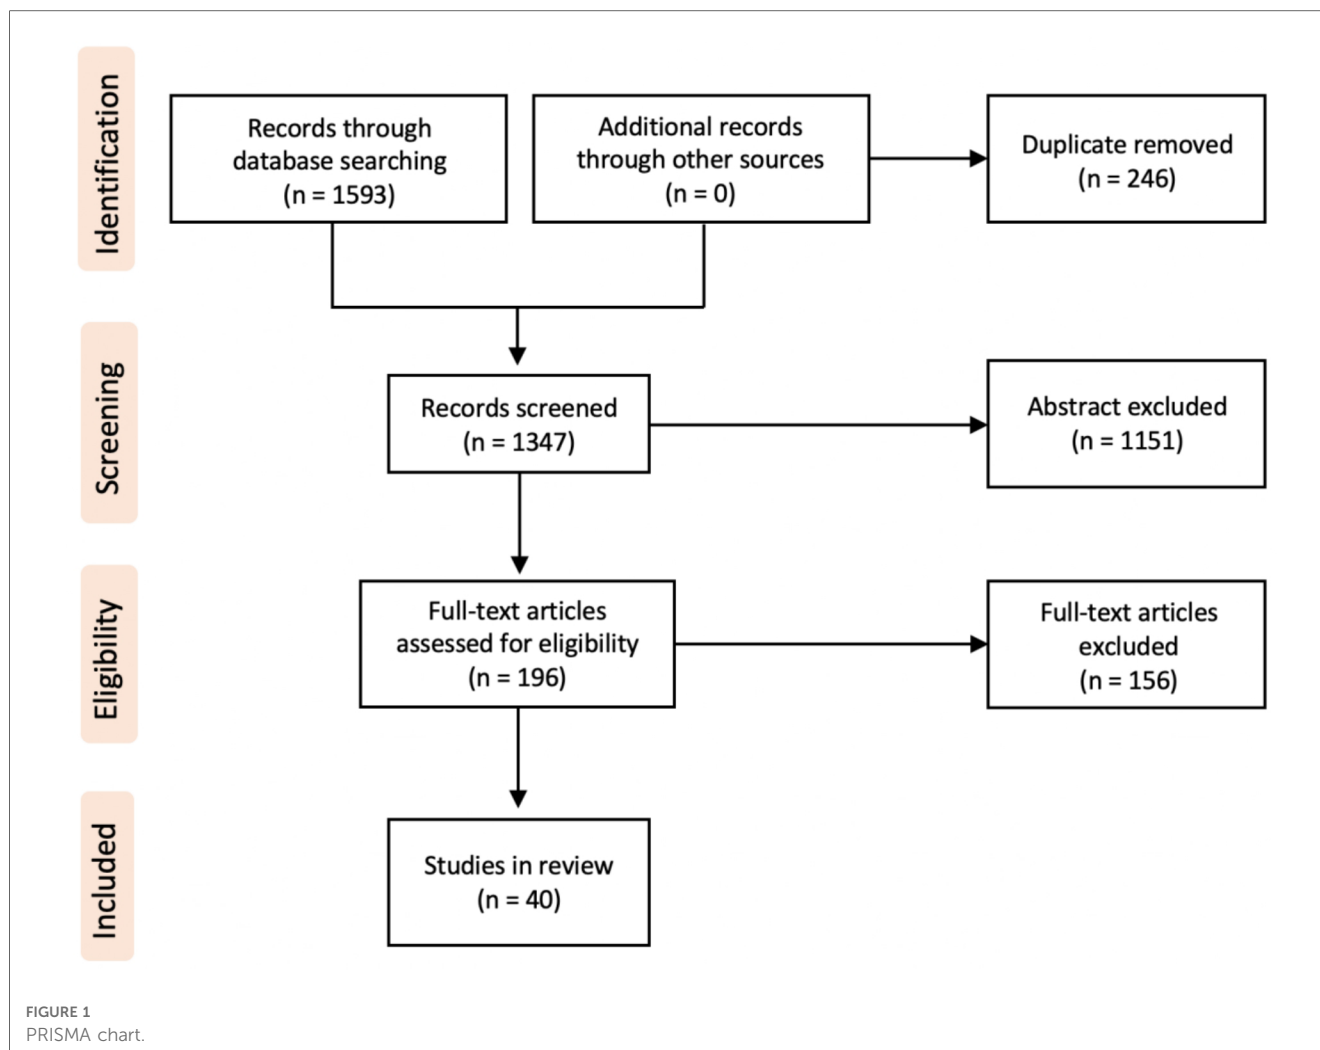 Identification
Records through
database searching
(n = 1593)
Additional records
through other sources
(n = 0)
Duplicate removed
(n = 246)
Screening
Records screened
(n = 1347)
Abstract excluded
(n = 1151)
Eligibility
Full-text articles
assessed for eligibility
(n = 196)
Full-text articles
excluded
(n = 156)
Included
Studies in review
(n = 40)
FIGURE 1
PRISMA chart.